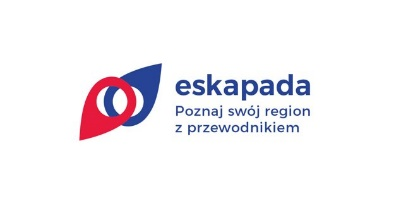 eskapada
Poznaj swój region
z przewodnikiem